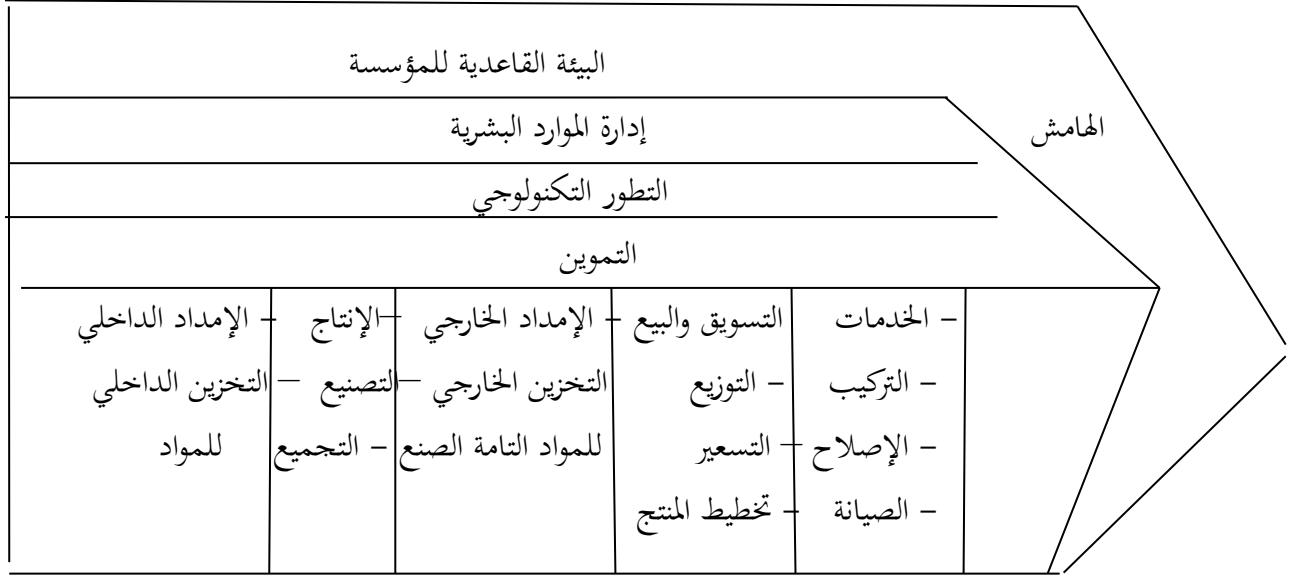 البيئة القاعدية للمؤسسة
الهامش
إدارة الموارد البشرية
التطور التكنولوجي
التموين
– الخدمات
– التركيب
– الإصلاح
– الصيانة
التسويق والبيع
– التوزيع
– التسعير
– تخطيط المنتج
– الإمداد الخارجي
التخزين الخارجي
للمواد التامة الصنع
–الإنتاج
–التصنيع
– التجميع
– الإمداد الداخلي
– التخزين الداخلي
للمواد